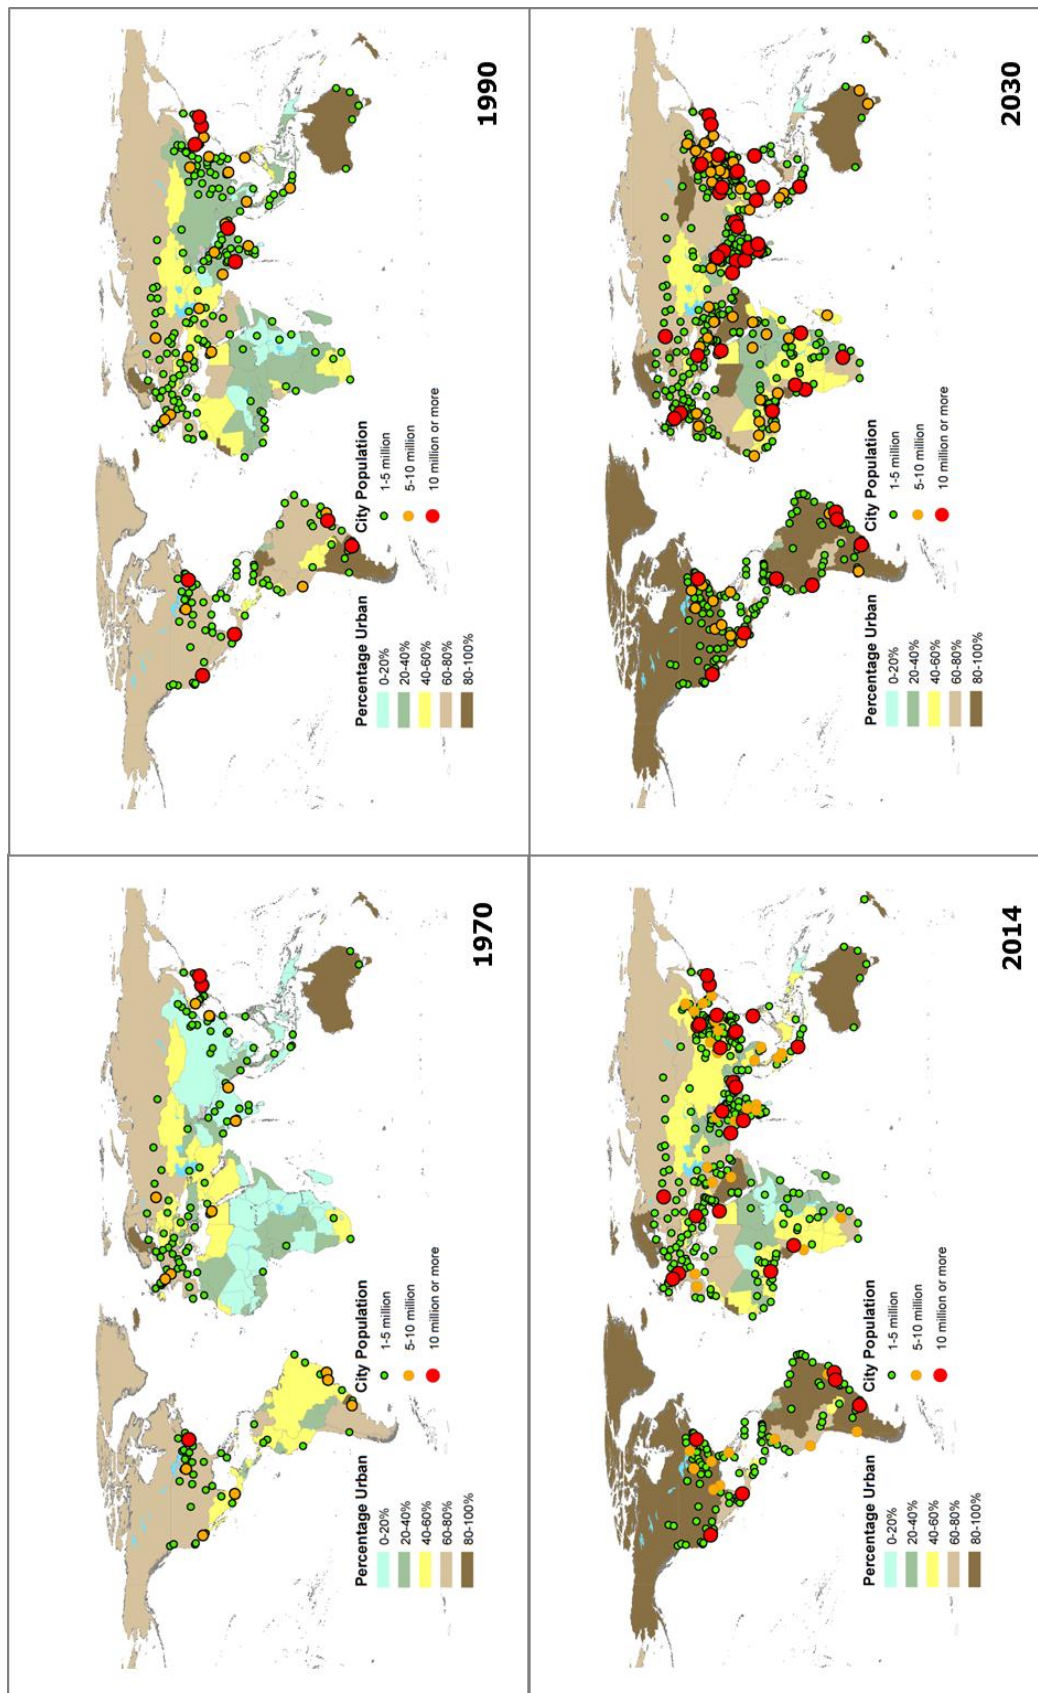 Percentage Urban
0-20%
20-40%
40-60%
60-80%
80-100%
City Population
1-5 million
5-10 million
10 million or more
1970
Percentage Urban
0-20%
20-40%
40-60%
60-80%
80-100%
City Population
1-5 million
5-10 million
10 million or more
1990
Percentage Urban
0-20%
20-40%
40-60%
60-80%
80-100%
City Population
1-5 million
5-10 million
10 million or more
2014
Percentage Urban
0-20%
20-40%
40-60%
60-80%
80-100%
City Population
1-5 million
5-10 million
10 million or more
2030